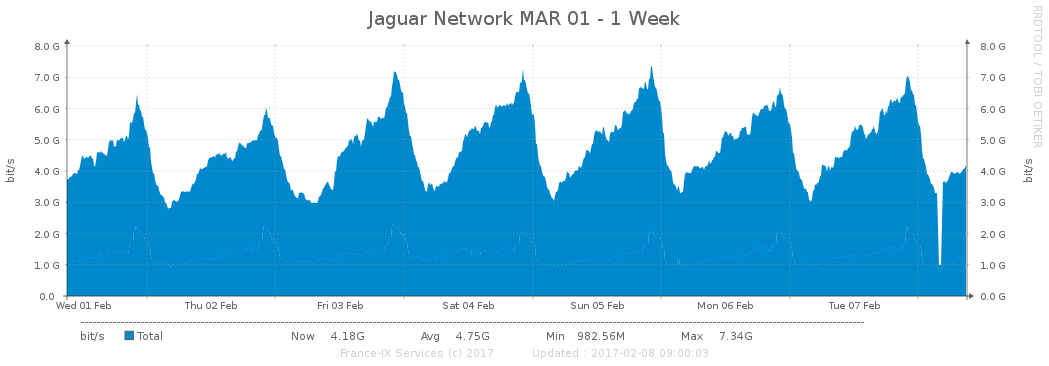 Jaguar Network MAR 01 - 1 Week
RRDTOOL / TOBI OETIKER
bit/s
bit/s
8.0 G 8.0 G
7.0 G 7.0 G
6.0 G 6.0 G
5.0 G 5.0 G
4.0 G 4.0 G
3.0 G 3.0 G
2.0 G 2.0 G
1.0 G 1.0 G
0.0 0.0 G
Wed 01 Feb Thu 02 Feb Fri 03 Feb Sat 04 Feb Sun 05 Feb Mon 06 Feb Tue 07 Feb
bit/s Total Now 4.18G Avg 4.75G Min 982.56M Max 7.34G
France-IX Services (c) 2017 Updated : 2017-02-08 09:00:03